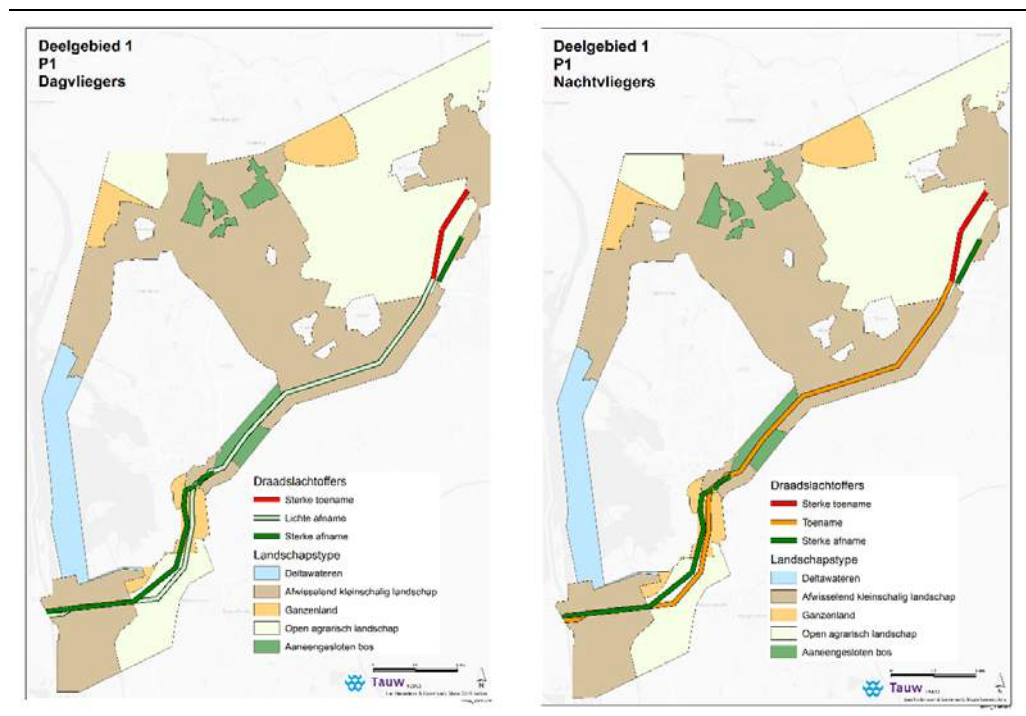 Deelgebied 1
P1
Dagvliegers
Draadslachtoffers
Sterke toename
Lichte afname
Sterke afname
Landschapstype
Deltawateren
Afwisselend kleinschalig landschap
Ganzenland
Open agrarisch landschap
Aaneengesloten bos
Tauw
N
Deelgebied 1
P1
Nachtvliegers
Draadslachtoffers
Sterke toename
Toename
Sterke afname
Landschapstype
Deltawateren
Afwisselend kleinschalig landschap
Ganzenland
Open agrarisch landschap
Aaneengesloten bos
Tauw
N